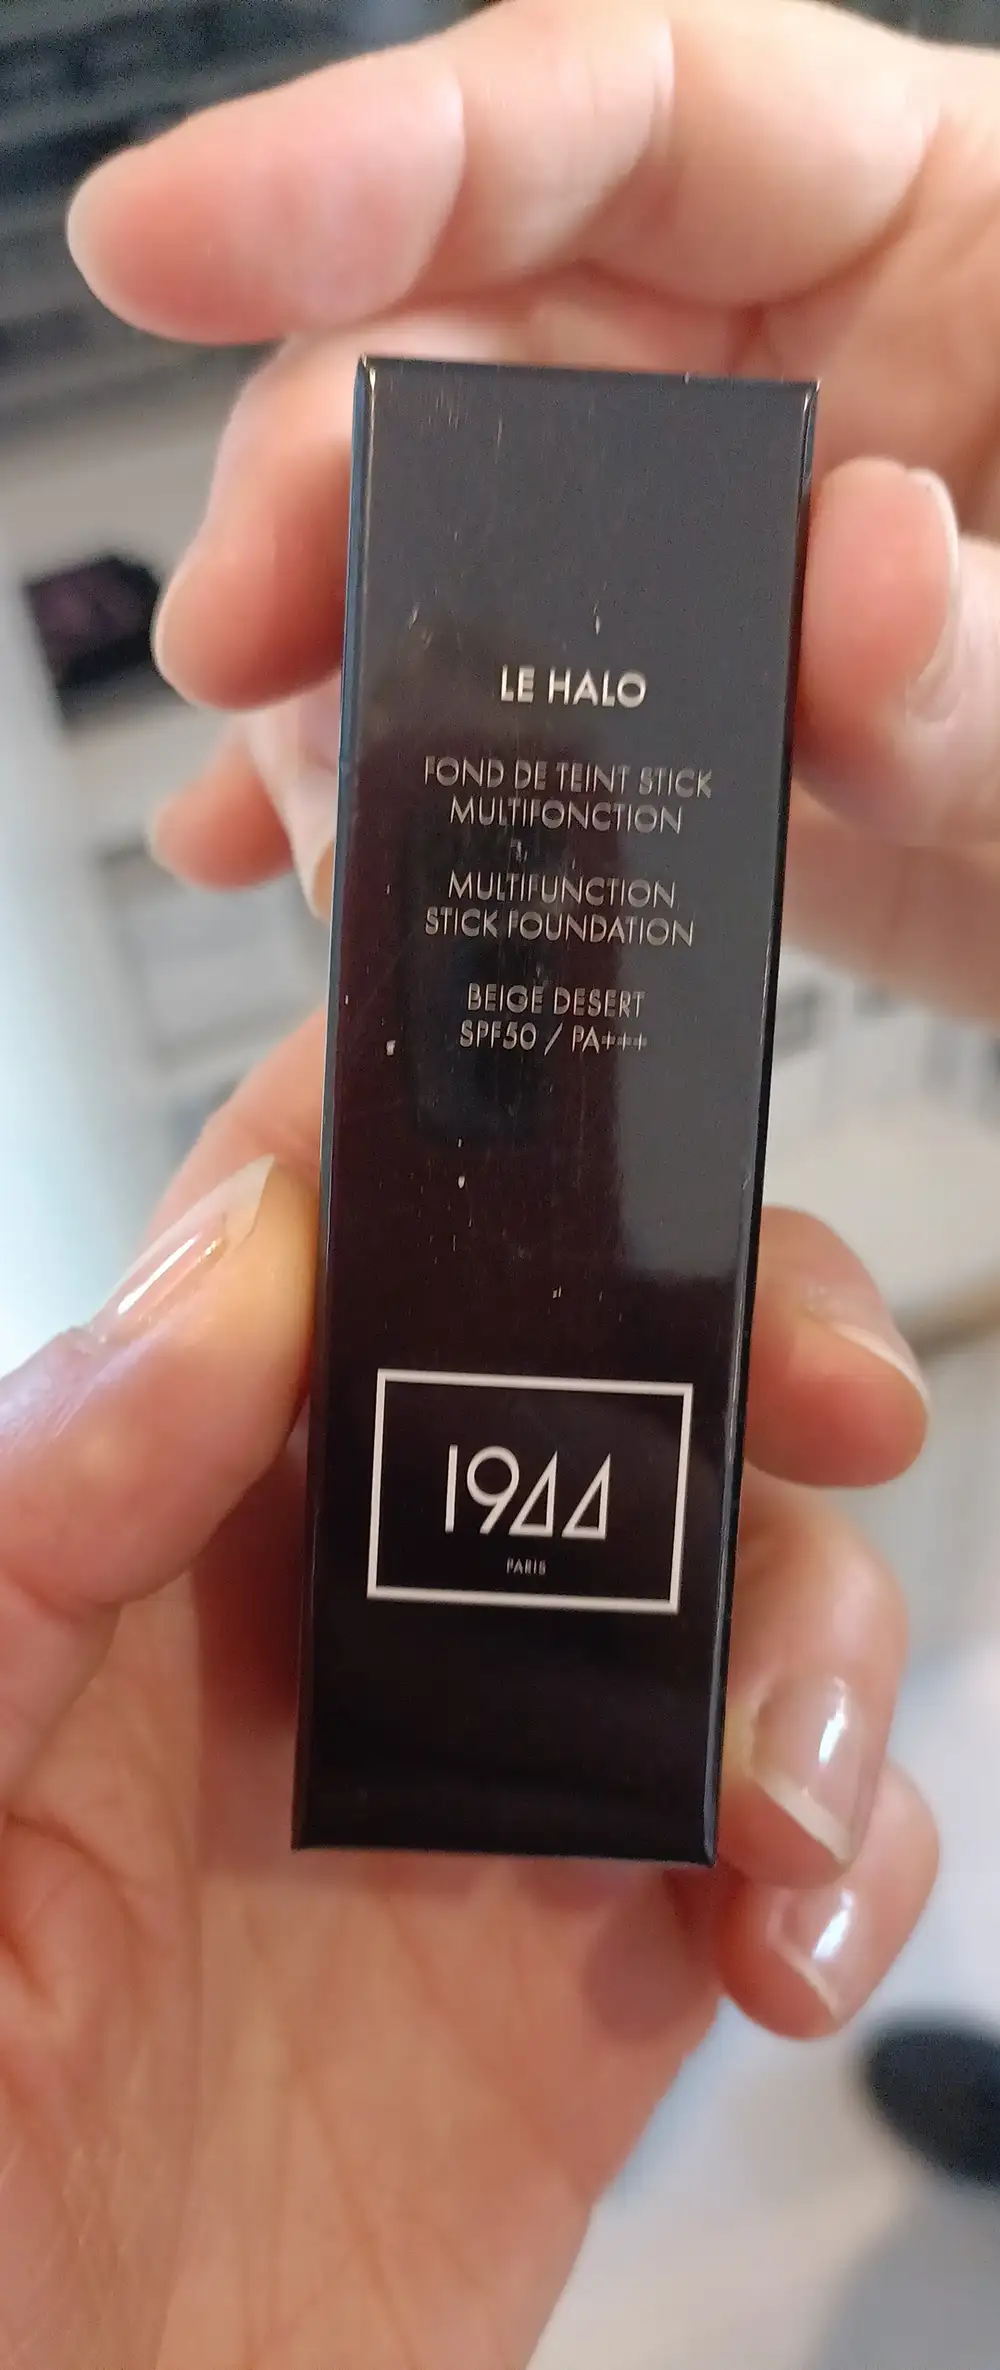 LE HALO
FOND DE TEINT STICK
MULTIFONCTION
MULTIFUNCTION
STICK FOUNDATION
BEIGE DESERT
SPF50 / PA+++
1944
PARIS